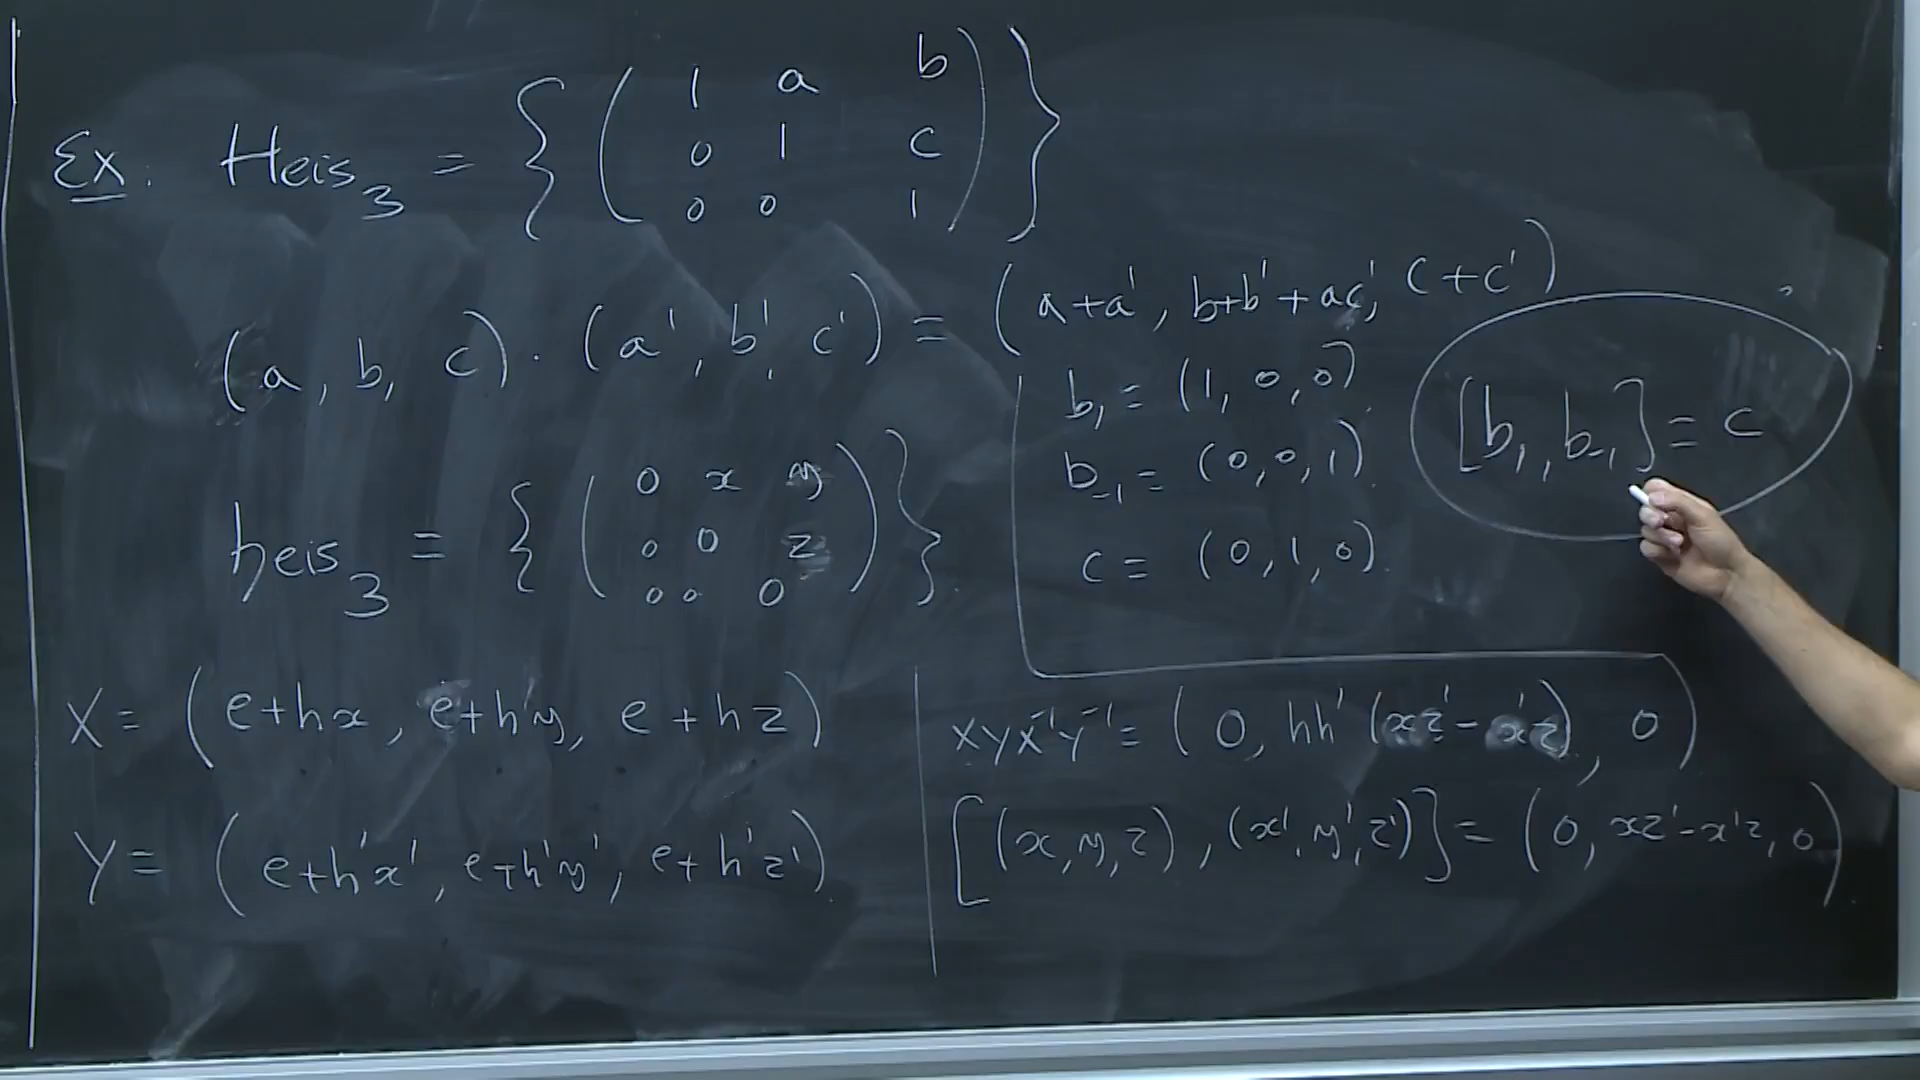 Ex. Heis₃ = { ( 1 a b
0 1 c
0 0 1 ) }
(a, b, c) · (a', b', c') = (a+a', b+b'+ac', c+c')
heis₃ = { ( 0 x y
0 0 z
0 0 0 ) }.
b₁ = (1, 0, 0)
b₋₁ = (0, 0, 1)
c = (0, 1, 0)
[b₁, b₋₁] = c
X = (e+hx, e+h'y, e+hz)
Y = (e+h'x', e+h'y', e+h'z')
XYX⁻¹Y⁻¹ = (0, hh'(xz'-x'z), 0)
[(x,y,z), (x',y',z')] = (0, xz'-x'z, 0)